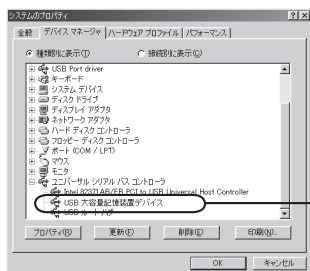 システムのプロパティ
全般 デバイス マネージャ ハードウェア プロファイル パフォーマンス
種類別に表示(T) 接続別に表示(C)
USB Port driver
キーボード
システム デバイス
ディスク ドライブ
ディスプレイ アダプタ
ネットワーク アダプタ
ハード ディスク コントローラ
フロッピー ディスク コントローラ
ポート (COM / LPT)
マウス
モニタ
ユニバーサル シリアル バス コントローラ
Intel 82371AB/EB PCI to USB Universal Host Controller
USB 大容量記憶装置デバイス
USB ルート ハブ
プロパティ(R) 更新(F) 削除(E) 印刷(N)...
OK キャンセル